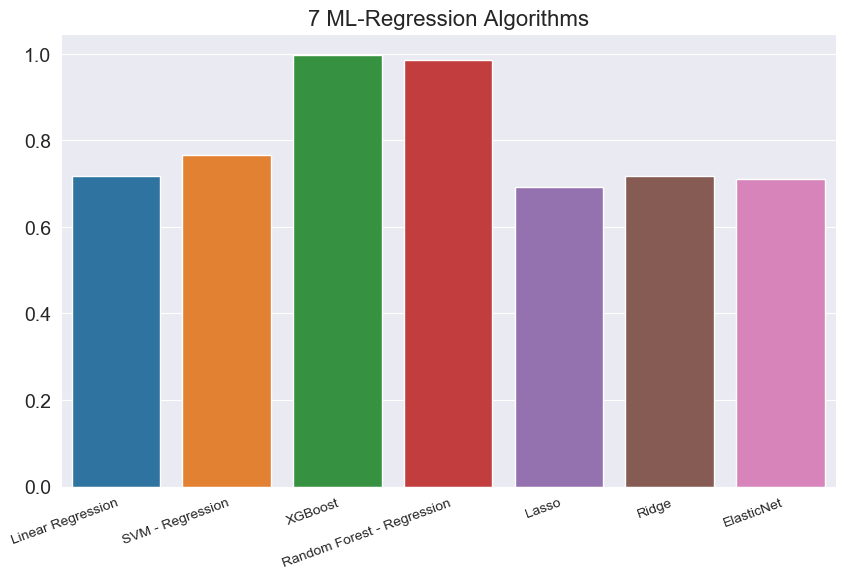 7 ML-Regression Algorithms
1.0
0.8
0.6
0.4
0.2
0.0
Linear Regression
SVM - Regression
XGBoost
Random Forest - Regression
Lasso
Ridge
ElasticNet